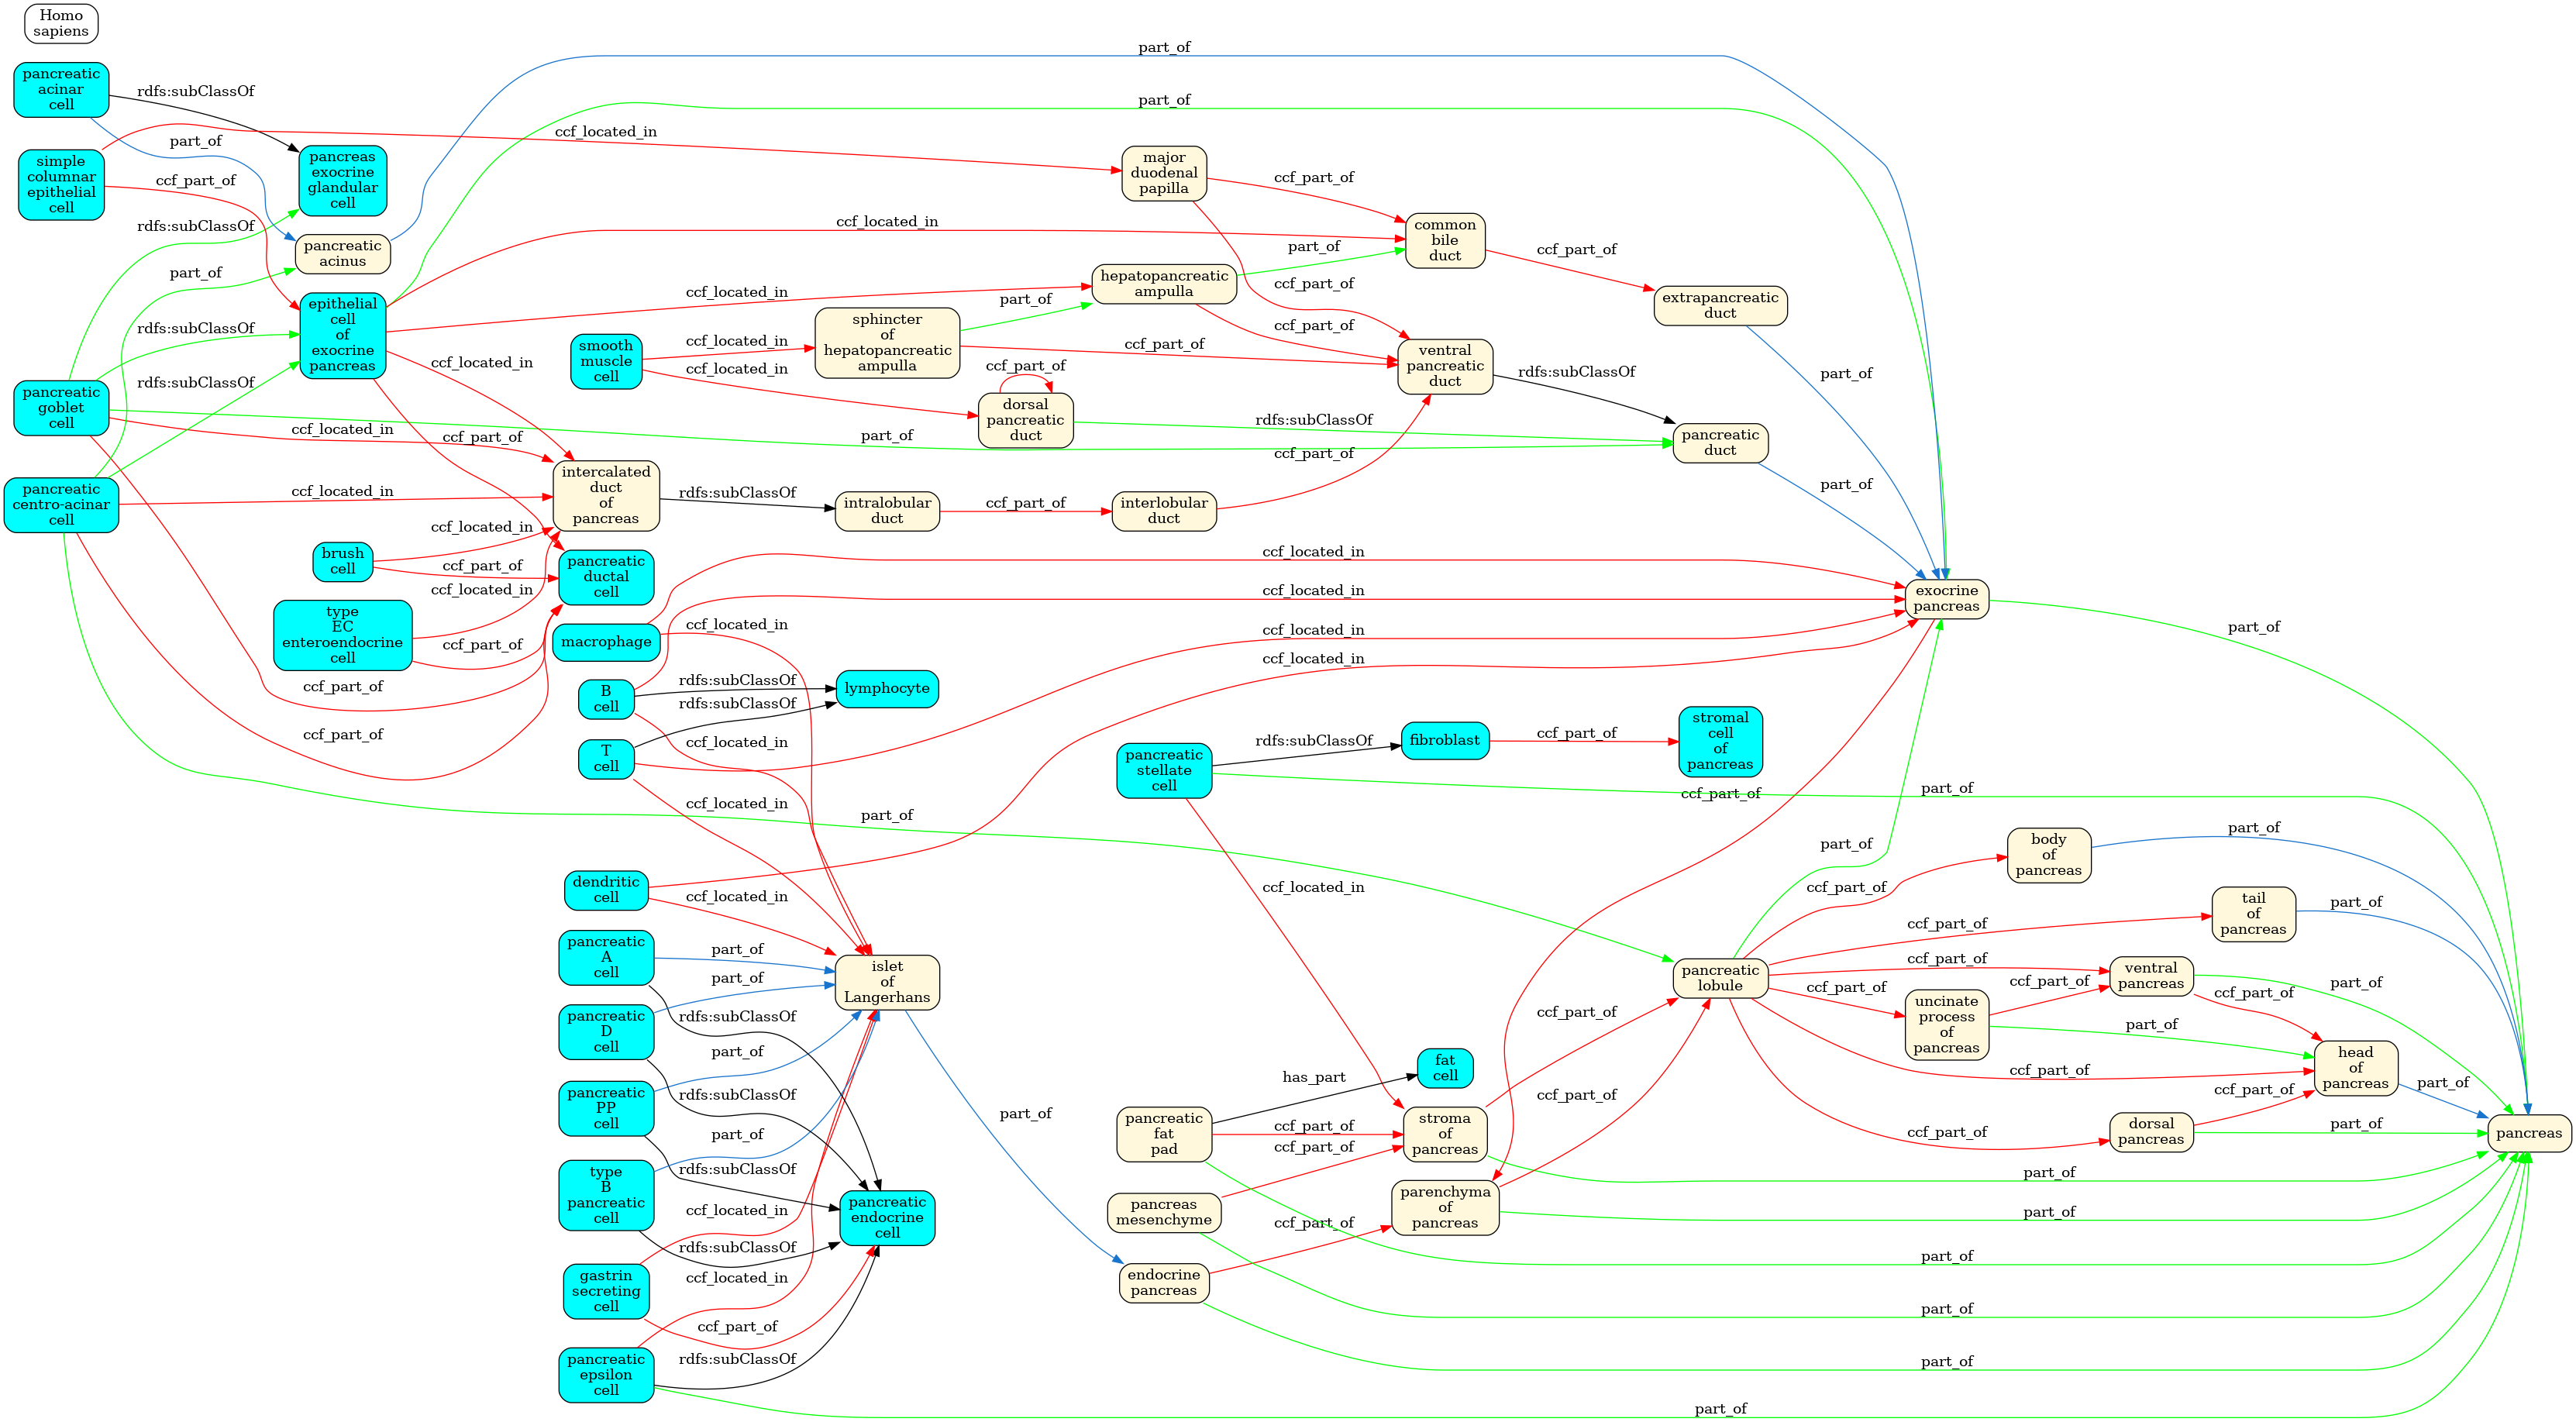 Homo
sapiens
pancreatic
acinar
cell
simple
columnar
epithelial
cell
pancreatic
goblet
cell
pancreatic
centro-acinar
cell
rdfs:subClassOf
part_of
ccf_part_of
rdfs:subClassOf
part_of
rdfs:subClassOf
rdfs:subClassOf
pancreas
exocrine
glandular
cell
pancreatic
acinus
epithelial
cell
of
exocrine
pancreas
ccf_located_in
ccf_located_in
brush
cell
type
EC
enteroendocrine
cell
ccf_part_of
ccf_part_of
ccf_located_in
ccf_located_in
ccf_part_of
ccf_located_in
ccf_part_of
ccf_located_in
ccf_part_of
smooth
muscle
cell
intercalated
duct
of
pancreas
pancreatic
ductal
cell
macrophage
B
cell
T
cell
dendritic
cell
pancreatic
A
cell
pancreatic
D
cell
pancreatic
PP
cell
type
B
pancreatic
cell
gastrin
secreting
cell
pancreatic
epsilon
cell
ccf_located_in
ccf_located_in
ccf_located_in
rdfs:subClassOf
ccf_located_in
rdfs:subClassOf
rdfs:subClassOf
ccf_located_in
ccf_located_in
ccf_located_in
part_of
part_of
rdfs:subClassOf
part_of
rdfs:subClassOf
part_of
rdfs:subClassOf
ccf_located_in
rdfs:subClassOf
ccf_located_in
ccf_part_of
rdfs:subClassOf
ccf_located_in
sphincter
of
hepatopancreatic
ampulla
part_of
intralobular
duct
lymphocyte
part_of
islet
of
Langerhans
pancreatic
endocrine
cell
part_of
ccf_part_of
dorsal
pancreatic
duct
ccf_part_of
part_of
part_of
part_of
major
duodenal
papilla
hepatopancreatic
ampulla
ccf_part_of
interlobular
duct
pancreatic
stellate
cell
pancreatic
fat
pad
pancreas
mesenchyme
endocrine
pancreas
ccf_part_of
part_of
ccf_part_of
ccf_part_of
rdfs:subClassOf
ccf_part_of
ccf_located_in
ccf_located_in
ccf_located_in
ccf_located_in
rdfs:subClassOf
ccf_located_in
has_part
ccf_part_of
ccf_part_of
ccf_part_of
common
bile
duct
ventral
pancreatic
duct
fibroblast
fat
cell
stroma
of
pancreas
parenchyma
of
pancreas
ccf_part_of
rdfs:subClassOf
ccf_part_of
ccf_part_of
ccf_part_of
extrapancreatic
duct
pancreatic
duct
stromal
cell
of
pancreas
ccf_part_of
pancreatic
lobule
part_of
part_of
part_of
part_of
ccf_part_of
ccf_part_of
exocrine
pancreas
part_of
body
of
pancreas
ccf_part_of
ccf_part_of
uncinate
process
of
pancreas
ccf_part_of
ccf_part_of
part_of
part_of
part_of
part_of
part_of
tail
of
pancreas
ccf_part_of
part_of
ventral
pancreas
dorsal
pancreas
part_of
part_of
part_of
part_of
ccf_part_of
ccf_part_of
part_of
head
of
pancreas
part_of
pancreas